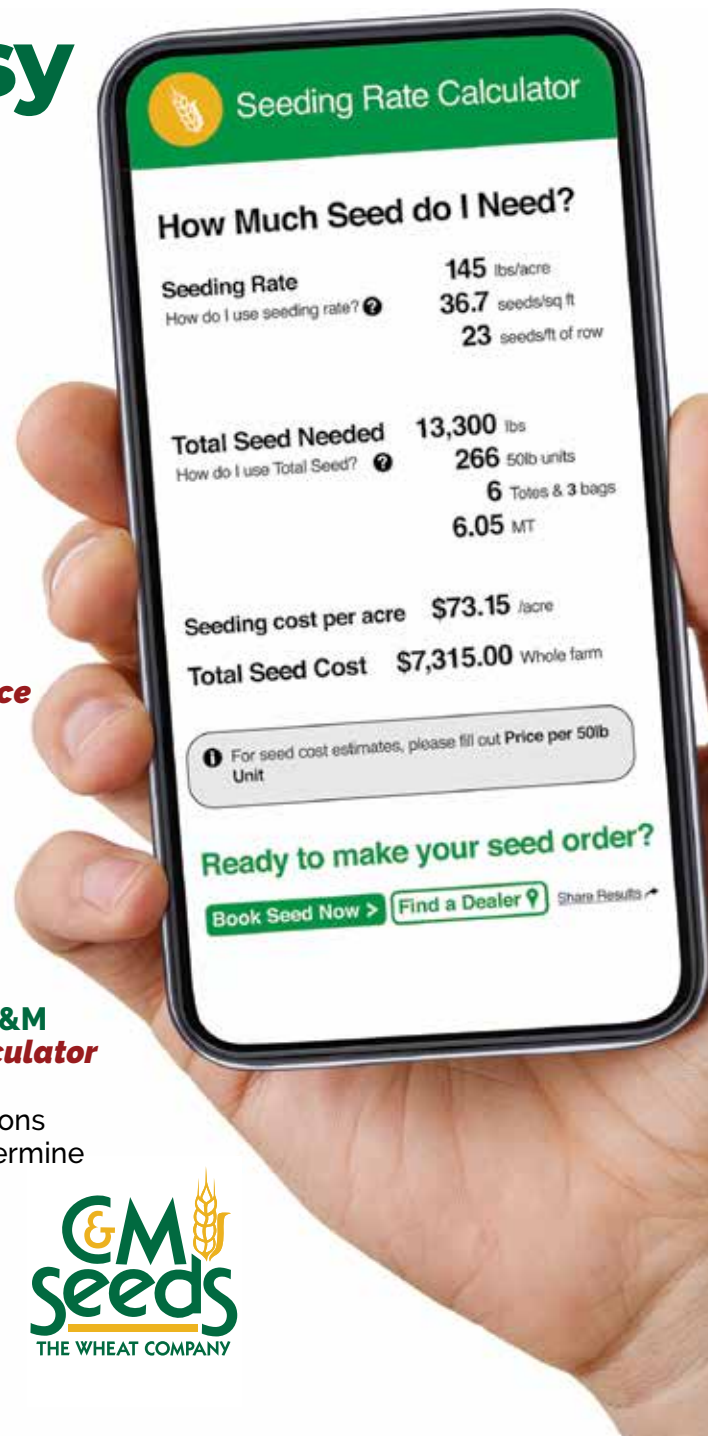 sy
Seeding Rate Calculator
How Much Seed do I Need?
Seeding Rate 145 lbs/acre
How do I use seeding rate? ? 36.7 seeds/sq ft
23 seeds/ft of row
Total Seed Needed 13,300 lbs
How do I use Total Seed? ? 266 50lb units
6 Totes & 3 bags
6.05 MT
Seeding cost per acre $73.15 /acre
Total Seed Cost $7,315.00 Whole farm
ce
For seed cost estimates, please fill out Price per 50lb
Unit
Ready to make your seed order?
Book Seed Now > Find a Dealer Share Results
&M
culator
ons
ermine
C&M
Seeds
THE WHEAT COMPANY